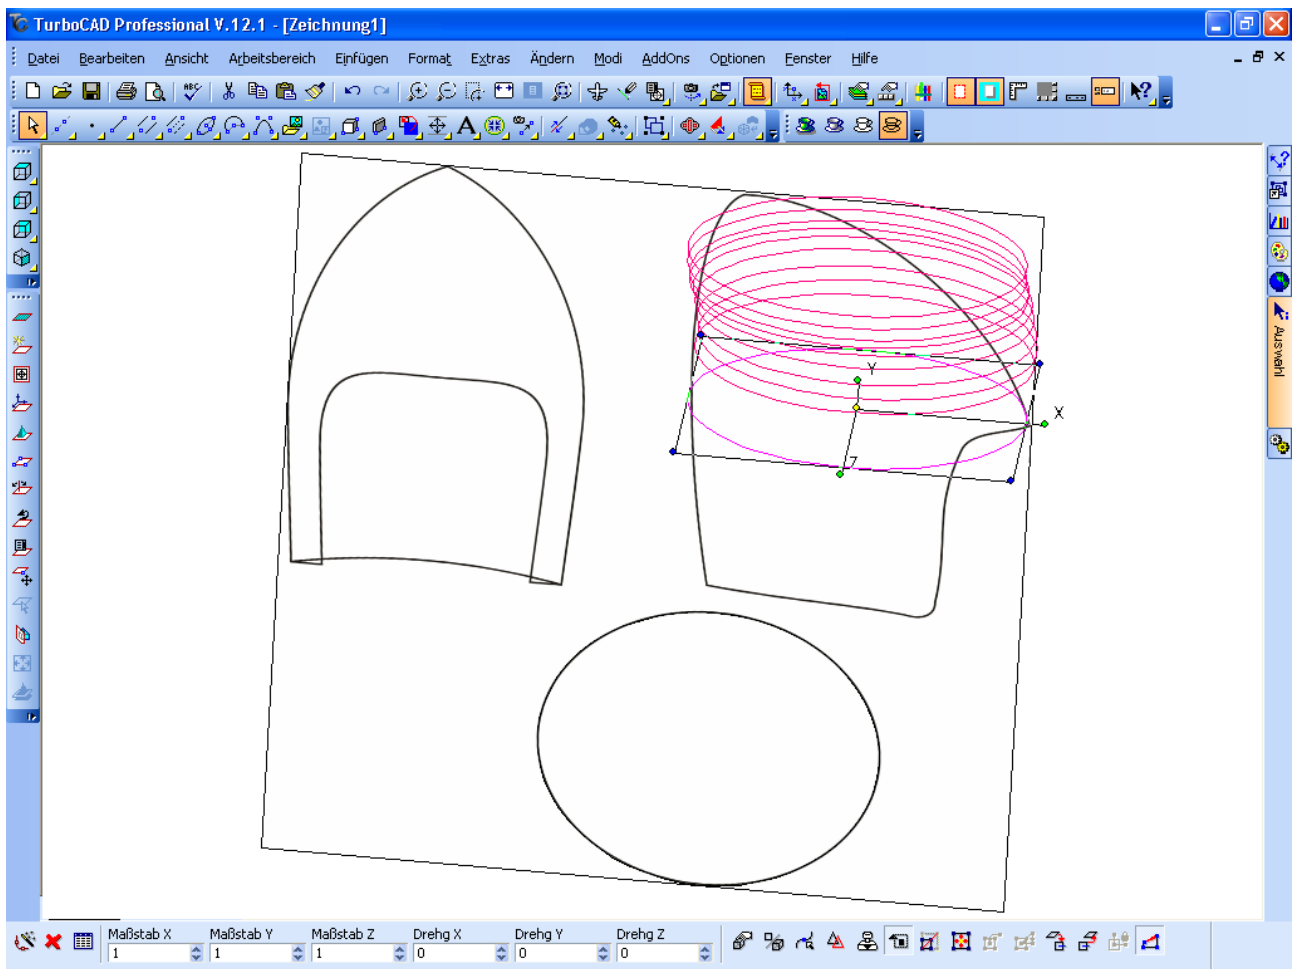 TurboCAD Professional V.12.1 - [Zeichnung1]
Datei Bearbeiten Ansicht Arbeitsbereich Einfügen Format Extras Ändern Modi AddOns Optionen Fenster Hilfe
ABC
A
Y
X
Z
Auswahl
Maßstab X Maßstab Y Maßstab Z Drehg X Drehg Y Drehg Z
1 1 1 0 0 0